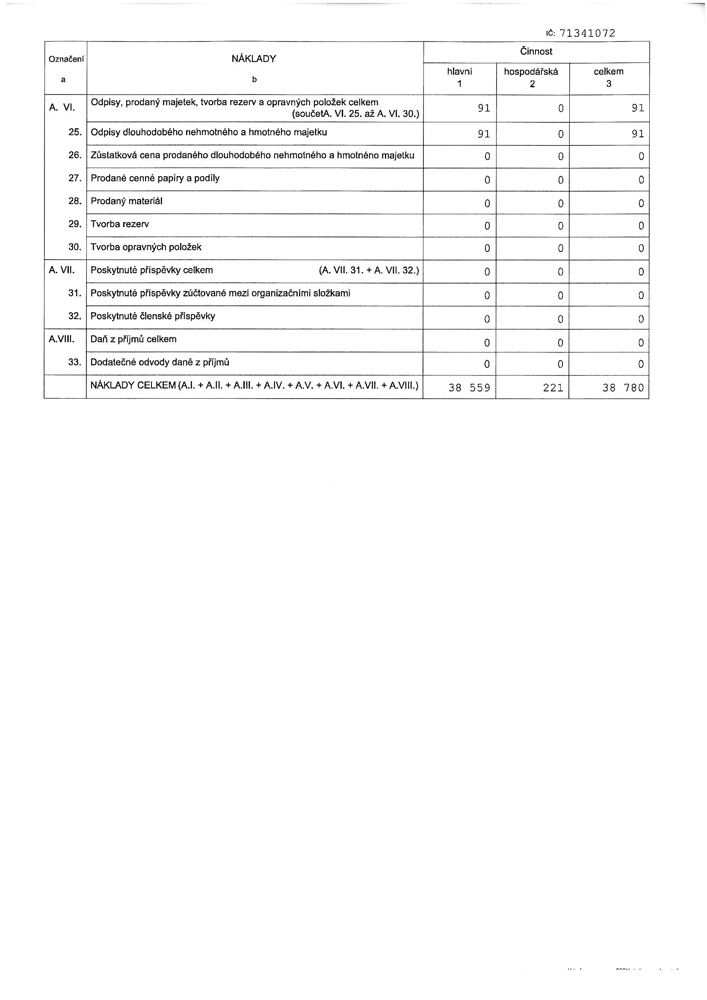 IČ: 71341072
Označení NÁKLADY Činnost
a b hlavní hospodářská celkem
1 2 3
A. VI. Odpisy, prodaný majetek, tvorba rezerv a opravných položek celkem
(součetA. VI. 25. až A. VI. 30.) 91 0 91
25. Odpisy dlouhodobého nehmotného a hmotného majetku 91 0 91
26. Zůstatková cena prodaného dlouhodobého nehmotného a hmotnéno majetku 0 0 0
27. Prodané cenné papíry a podíly 0 0 0
28. Prodaný materiál 0 0 0
29. Tvorba rezerv 0 0 0
30. Tvorba opravných položek 0 0 0
A. VII. Poskytnuté příspěvky celkem (A. VII. 31. + A. VII. 32.) 0 0 0
31. Poskytnuté příspěvky zúčtované mezi organizačními složkami 0 0 0
32. Poskytnuté členské příspěvky 0 0 0
A.VIII. Daň z příjmů celkem 0 0 0
33. Dodatečné odvody daně z příjmů 0 0 0
NÁKLADY CELKEM (A.I. + A.II. + A.III. + A.IV. + A.V. + A.VI. + A.VII. + A.VIII.) 38 559 221 38 780